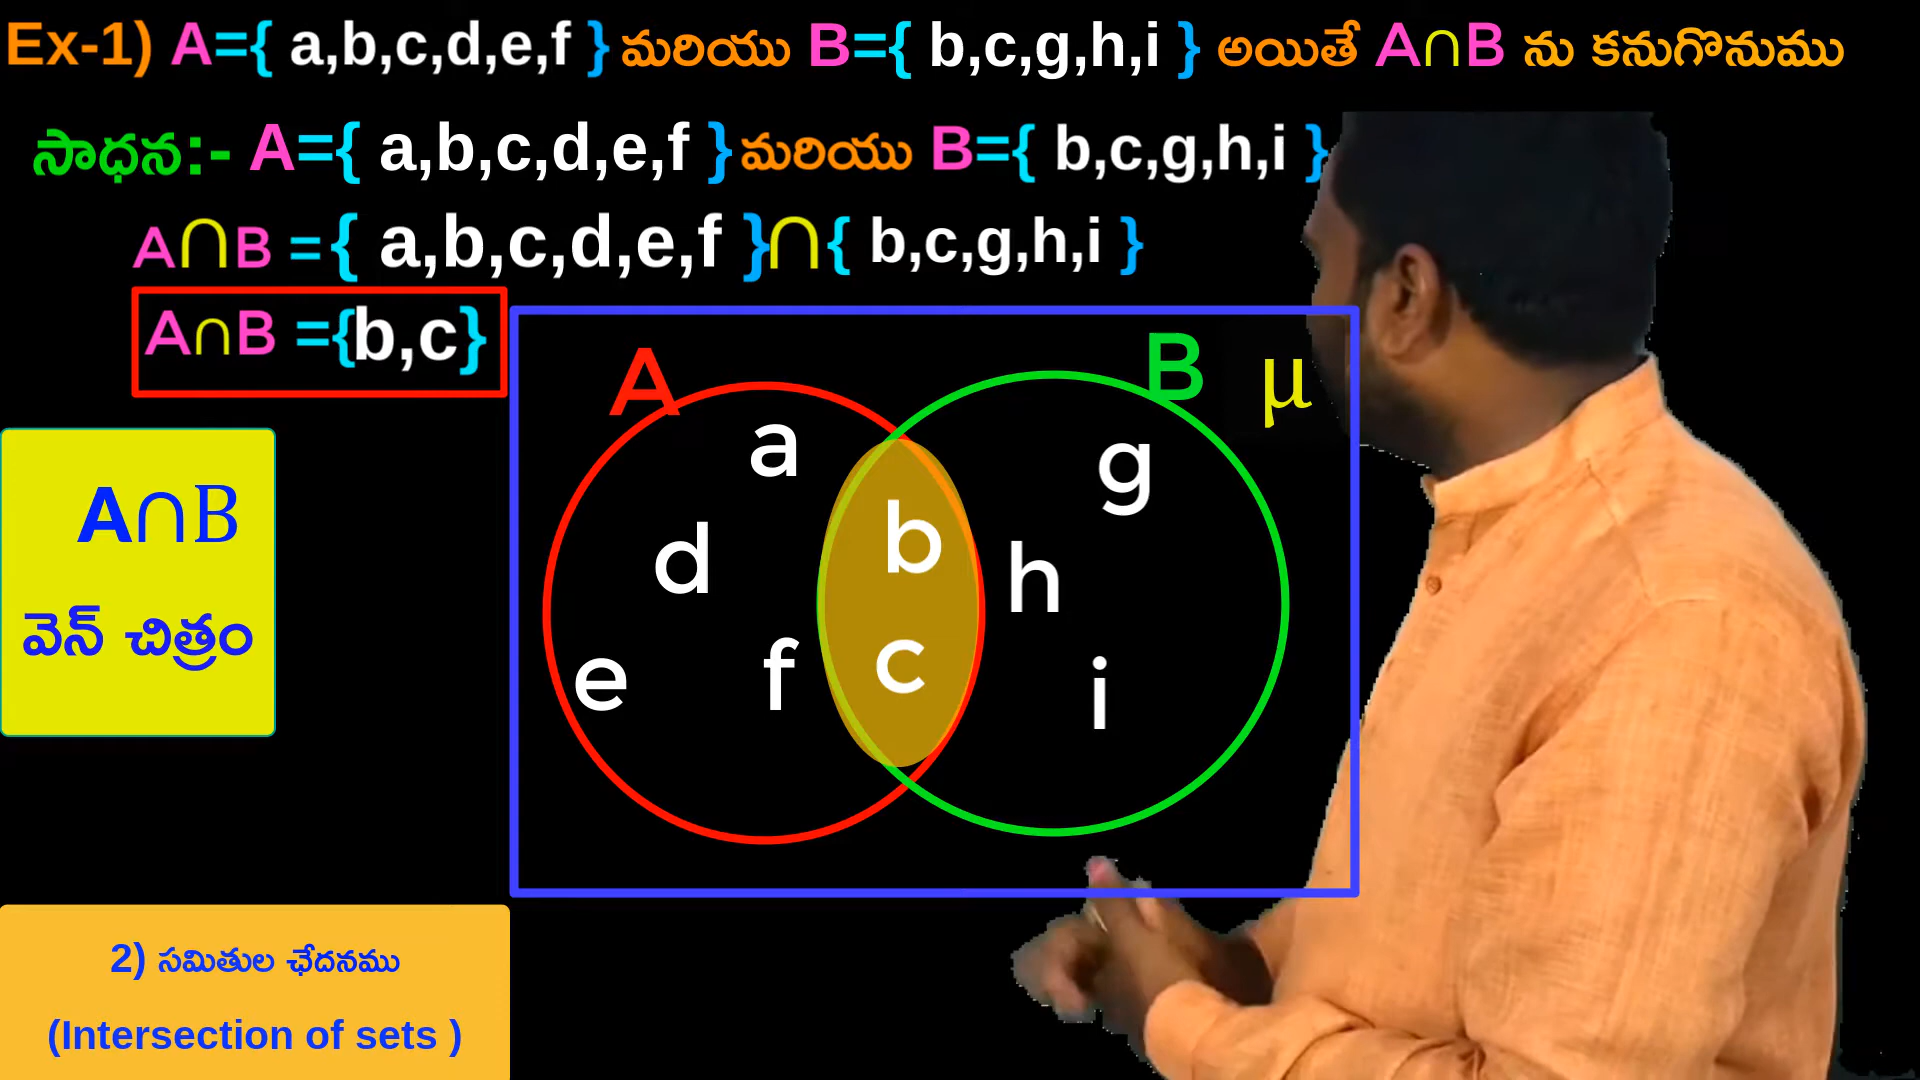 Ex-1) A={ a,b,c,d,e,f } మరియు B={ b,c,g,h,i } అయితే A∩B ను కనుగొనుము
సాధన:- A={ a,b,c,d,e,f } మరియు B={ b,c,g,h,i }
A∩B ={ a,b,c,d,e,f }∩{ b,c,g,h,i }
A∩B ={b,c}
A B μ
a g
b
d h
c
e f i
A∩B
వెన్ చిత్రం
2) సమితుల ఛేదనము
(Intersection of sets )